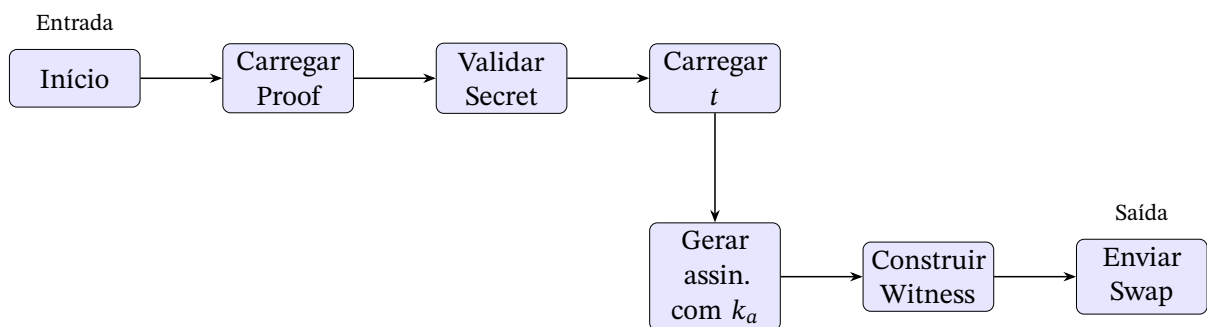 Entrada
Início
Carregar
Proof
Validar
Secret
Carregar
t
Gerar
assin.
com k_a
Construir
Witness
Saída
Enviar
Swap